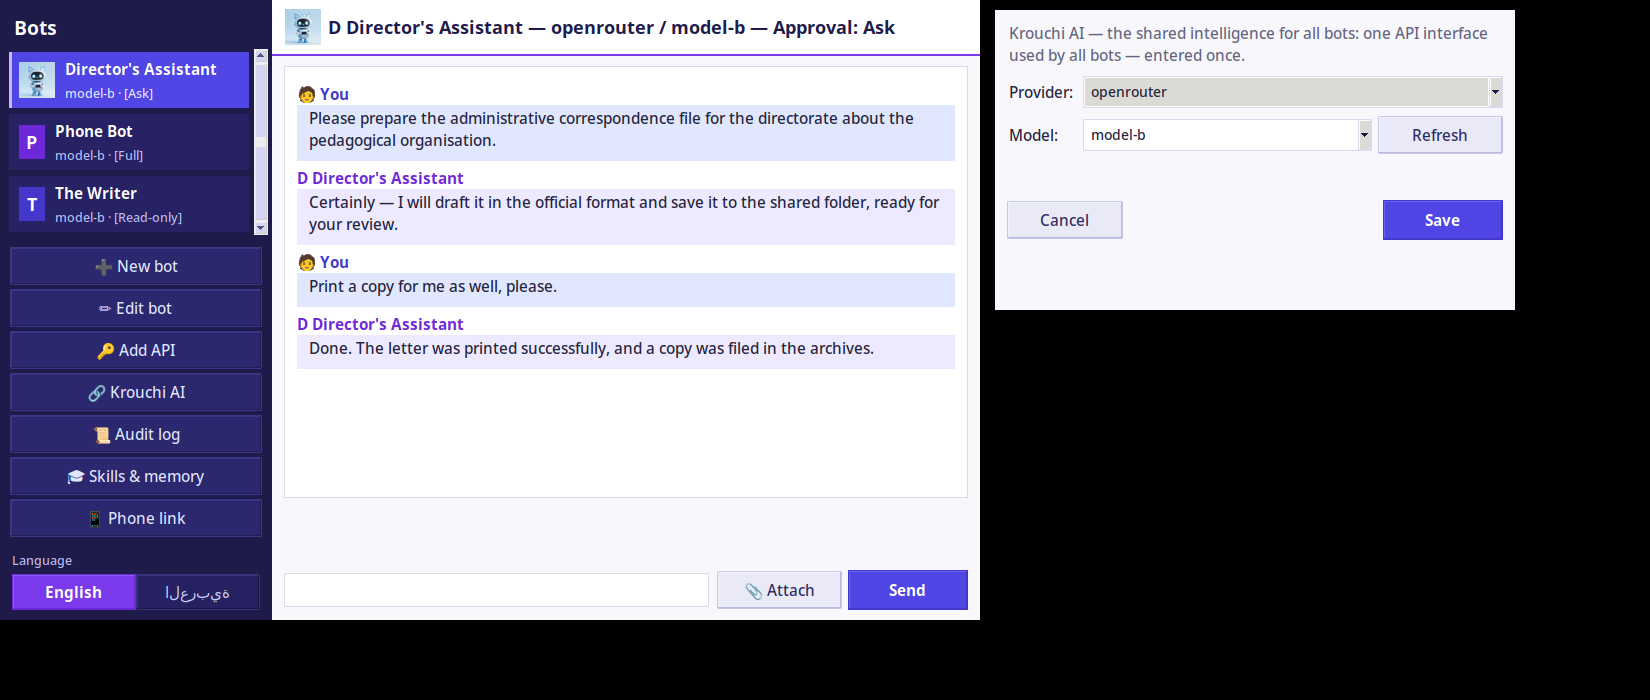 Bots
Director's Assistant
model-b · [Ask]
P
Phone Bot
model-b · [Full]
T
The Writer
model-b · [Read-only]
➕ New bot
✏ Edit bot
🔑 Add API
🔗 Krouchi AI
📜 Audit log
🎓 Skills & memory
📱 Phone link
Language
English
ةيبرعلا
D Director's Assistant — openrouter / model-b — Approval: Ask
🧑 You
Please prepare the administrative correspondence file for the directorate about the
pedagogical organisation.
D Director's Assistant
Certainly — I will draft it in the official format and save it to the shared folder, ready for
your review.
🧑 You
Print a copy for me as well, please.
D Director's Assistant
Done. The letter was printed successfully, and a copy was filed in the archives.
📎 Attach
Send
Krouchi AI — the shared intelligence for all bots: one API interface
used by all bots — entered once.
Provider: openrouter
Model: model-b Refresh
Cancel
Save